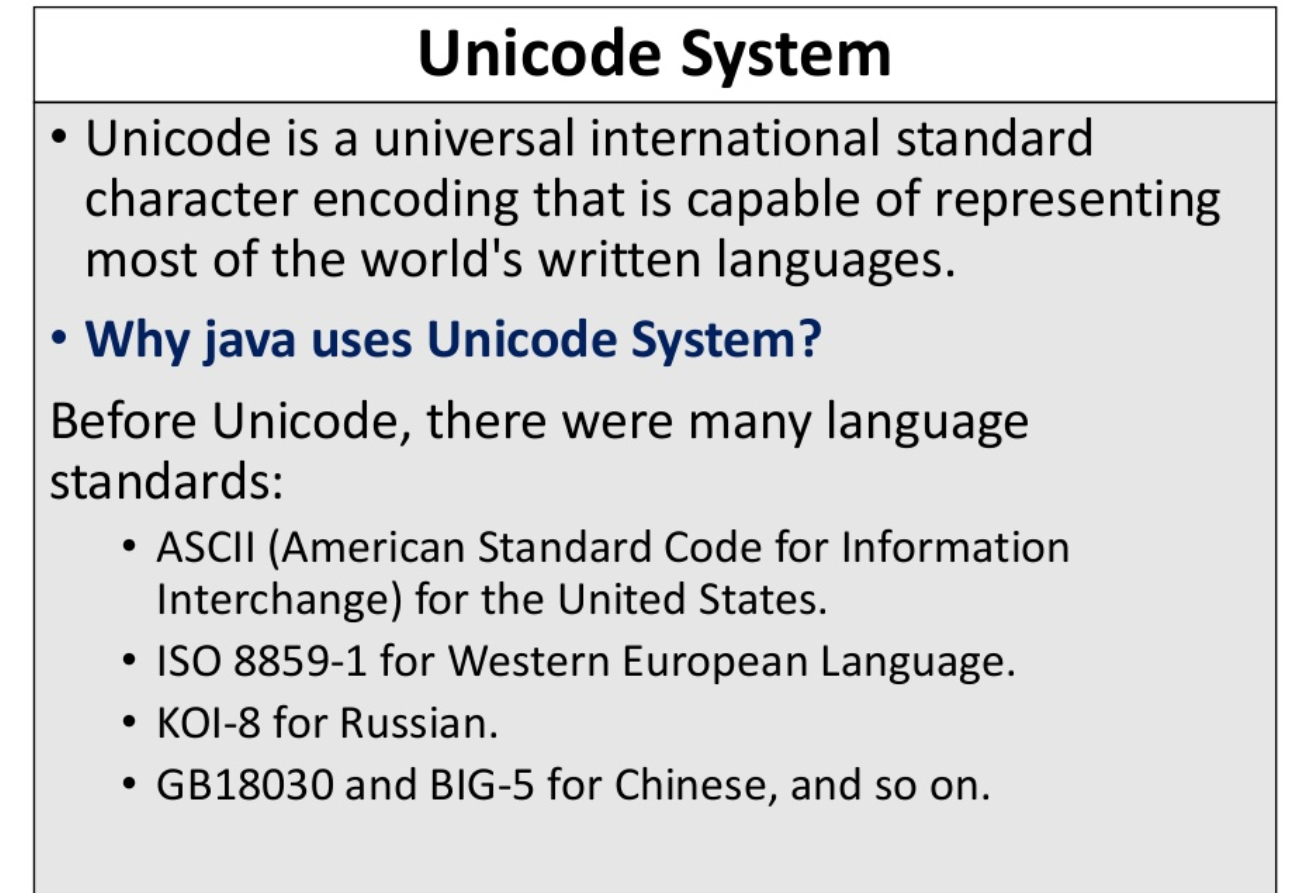 Unicode System
• Unicode is a universal international standard
character encoding that is capable of representing
most of the world's written languages.
• Why java uses Unicode System?
Before Unicode, there were many language
standards:
• ASCII (American Standard Code for Information
Interchange) for the United States.
• ISO 8859-1 for Western European Language.
• KOI-8 for Russian.
• GB18030 and BIG-5 for Chinese, and so on.